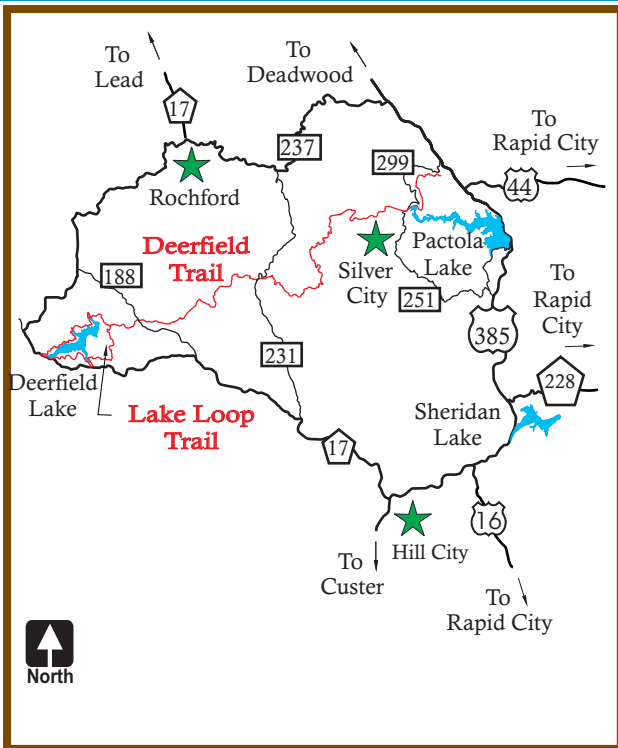 To
Lead
To
Deadwood
17
237
To
Rapid City
299
44
Rochford
Deerfield
Trail
Pactola
Lake
Silver
City
188
251
To
Rapid
City
385
231
228
Deerfield
Lake
Lake Loop
Trail
Sheridan
Lake
17
16
Hill City
To
Custer
To
Rapid City
North